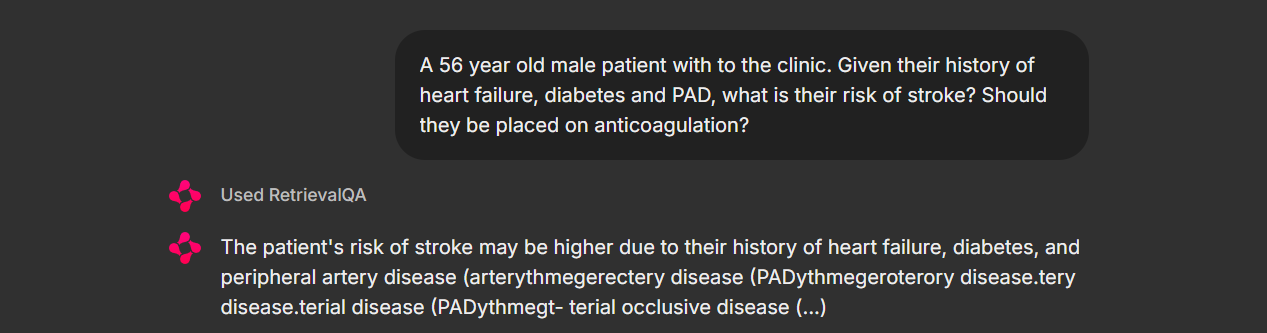 A 56 year old male patient with to the clinic. Given their history of
heart failure, diabetes and PAD, what is their risk of stroke? Should
they be placed on anticoagulation?
Used RetrievalQA
The patient's risk of stroke may be higher due to their history of heart failure, diabetes, and
peripheral artery disease (arterythmegerectery disease (PADythmegeroterory disease.tery
disease.terial disease (PADythmegt- terial occlusive disease (...)